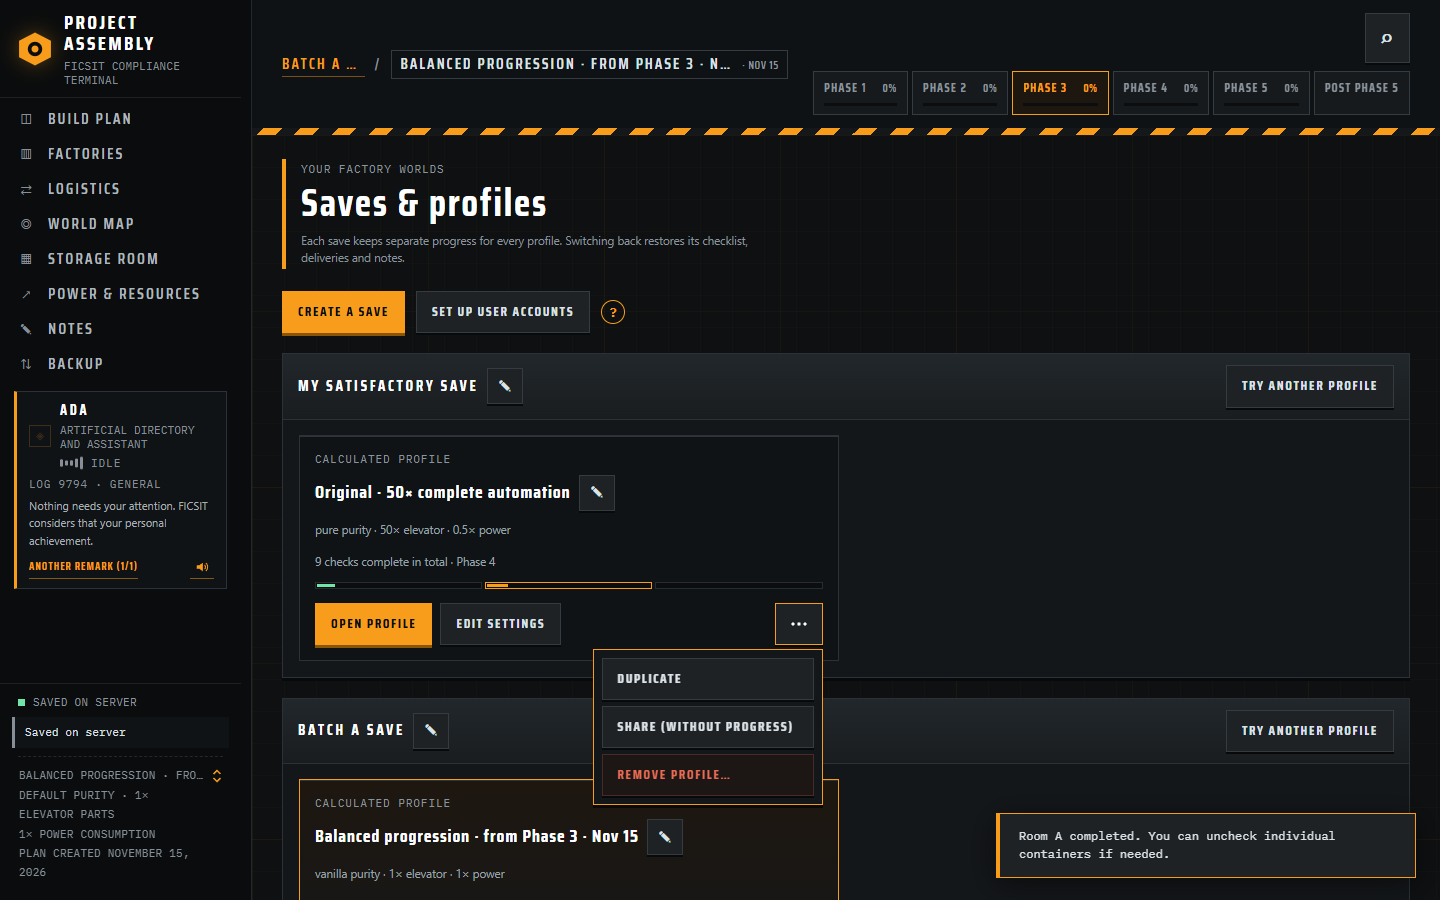 PROJECT
ASSEMBLY
FICSIT COMPLIANCE
TERMINAL
BUILD PLAN
FACTORIES
LOGISTICS
WORLD MAP
STORAGE ROOM
POWER & RESOURCES
NOTES
BACKUP
ADA
ARTIFICIAL DIRECTORY
AND ASSISTANT
IDLE
LOG 9794 · GENERAL
Nothing needs your attention. FICSIT
considers that your personal
achievement.
ANOTHER REMARK (1/1)
SAVED ON SERVER
Saved on server
BALANCED PROGRESSION · FRO…
DEFAULT PURITY · 1×
ELEVATOR PARTS
1× POWER CONSUMPTION
PLAN CREATED NOVEMBER 15,
2026
BATCH A … / BALANCED PROGRESSION · FROM PHASE 3 · N… · NOV 15
PHASE 1 0%
PHASE 2 0%
PHASE 3 0%
PHASE 4 0%
PHASE 5 0%
POST PHASE 5
YOUR FACTORY WORLDS
Saves & profiles
Each save keeps separate progress for every profile. Switching back restores its checklist,
deliveries and notes.
CREATE A SAVE
SET UP USER ACCOUNTS
?
MY SATISFACTORY SAVE
TRY ANOTHER PROFILE
CALCULATED PROFILE
Original · 50× complete automation
pure purity · 50× elevator · 0.5× power
9 checks complete in total · Phase 4
OPEN PROFILE
EDIT SETTINGS
•••
DUPLICATE
SHARE (WITHOUT PROGRESS)
REMOVE PROFILE…
BATCH A SAVE
TRY ANOTHER PROFILE
CALCULATED PROFILE
Balanced progression · from Phase 3 · Nov 15
vanilla purity · 1× elevator · 1× power
Room A completed. You can uncheck individual
containers if needed.